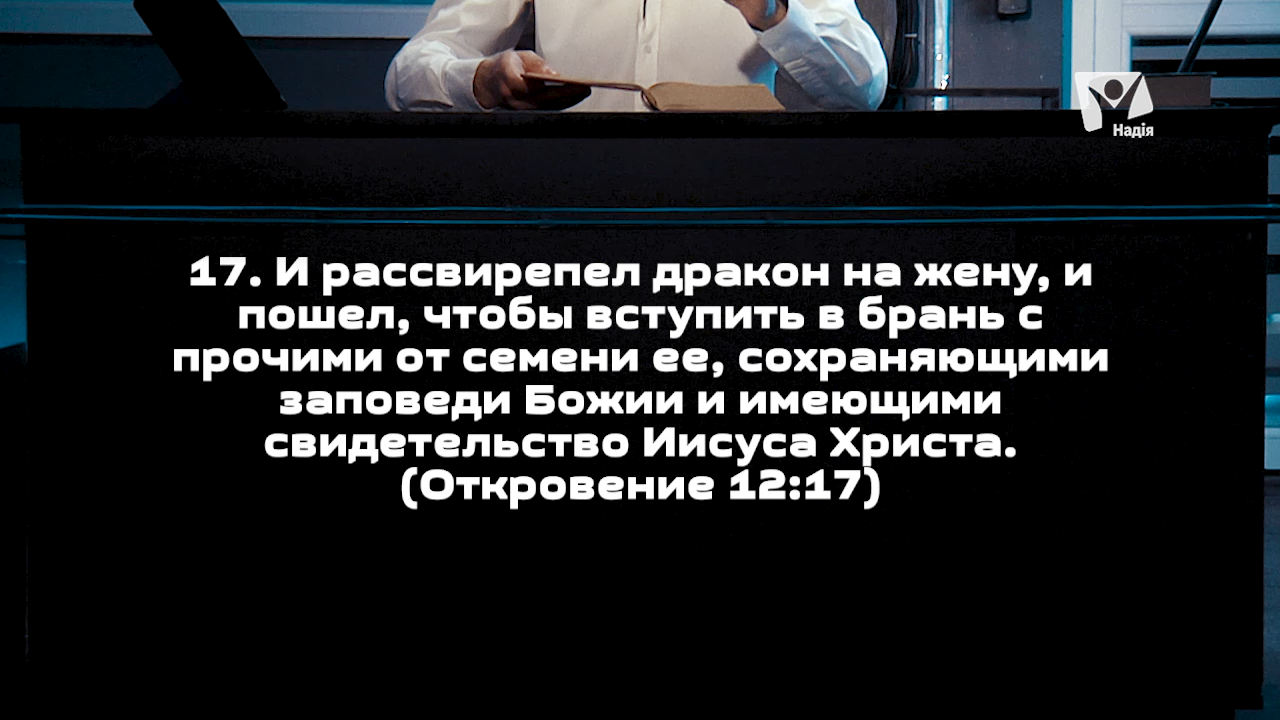 Надія
17. И рассвирепел дракон на жену, и
пошел, чтобы вступить в брань с
прочими от семени ее, сохраняющими
заповеди Божии и имеющими
свидетельство Иисуса Христа.
(Откровение 12:17)